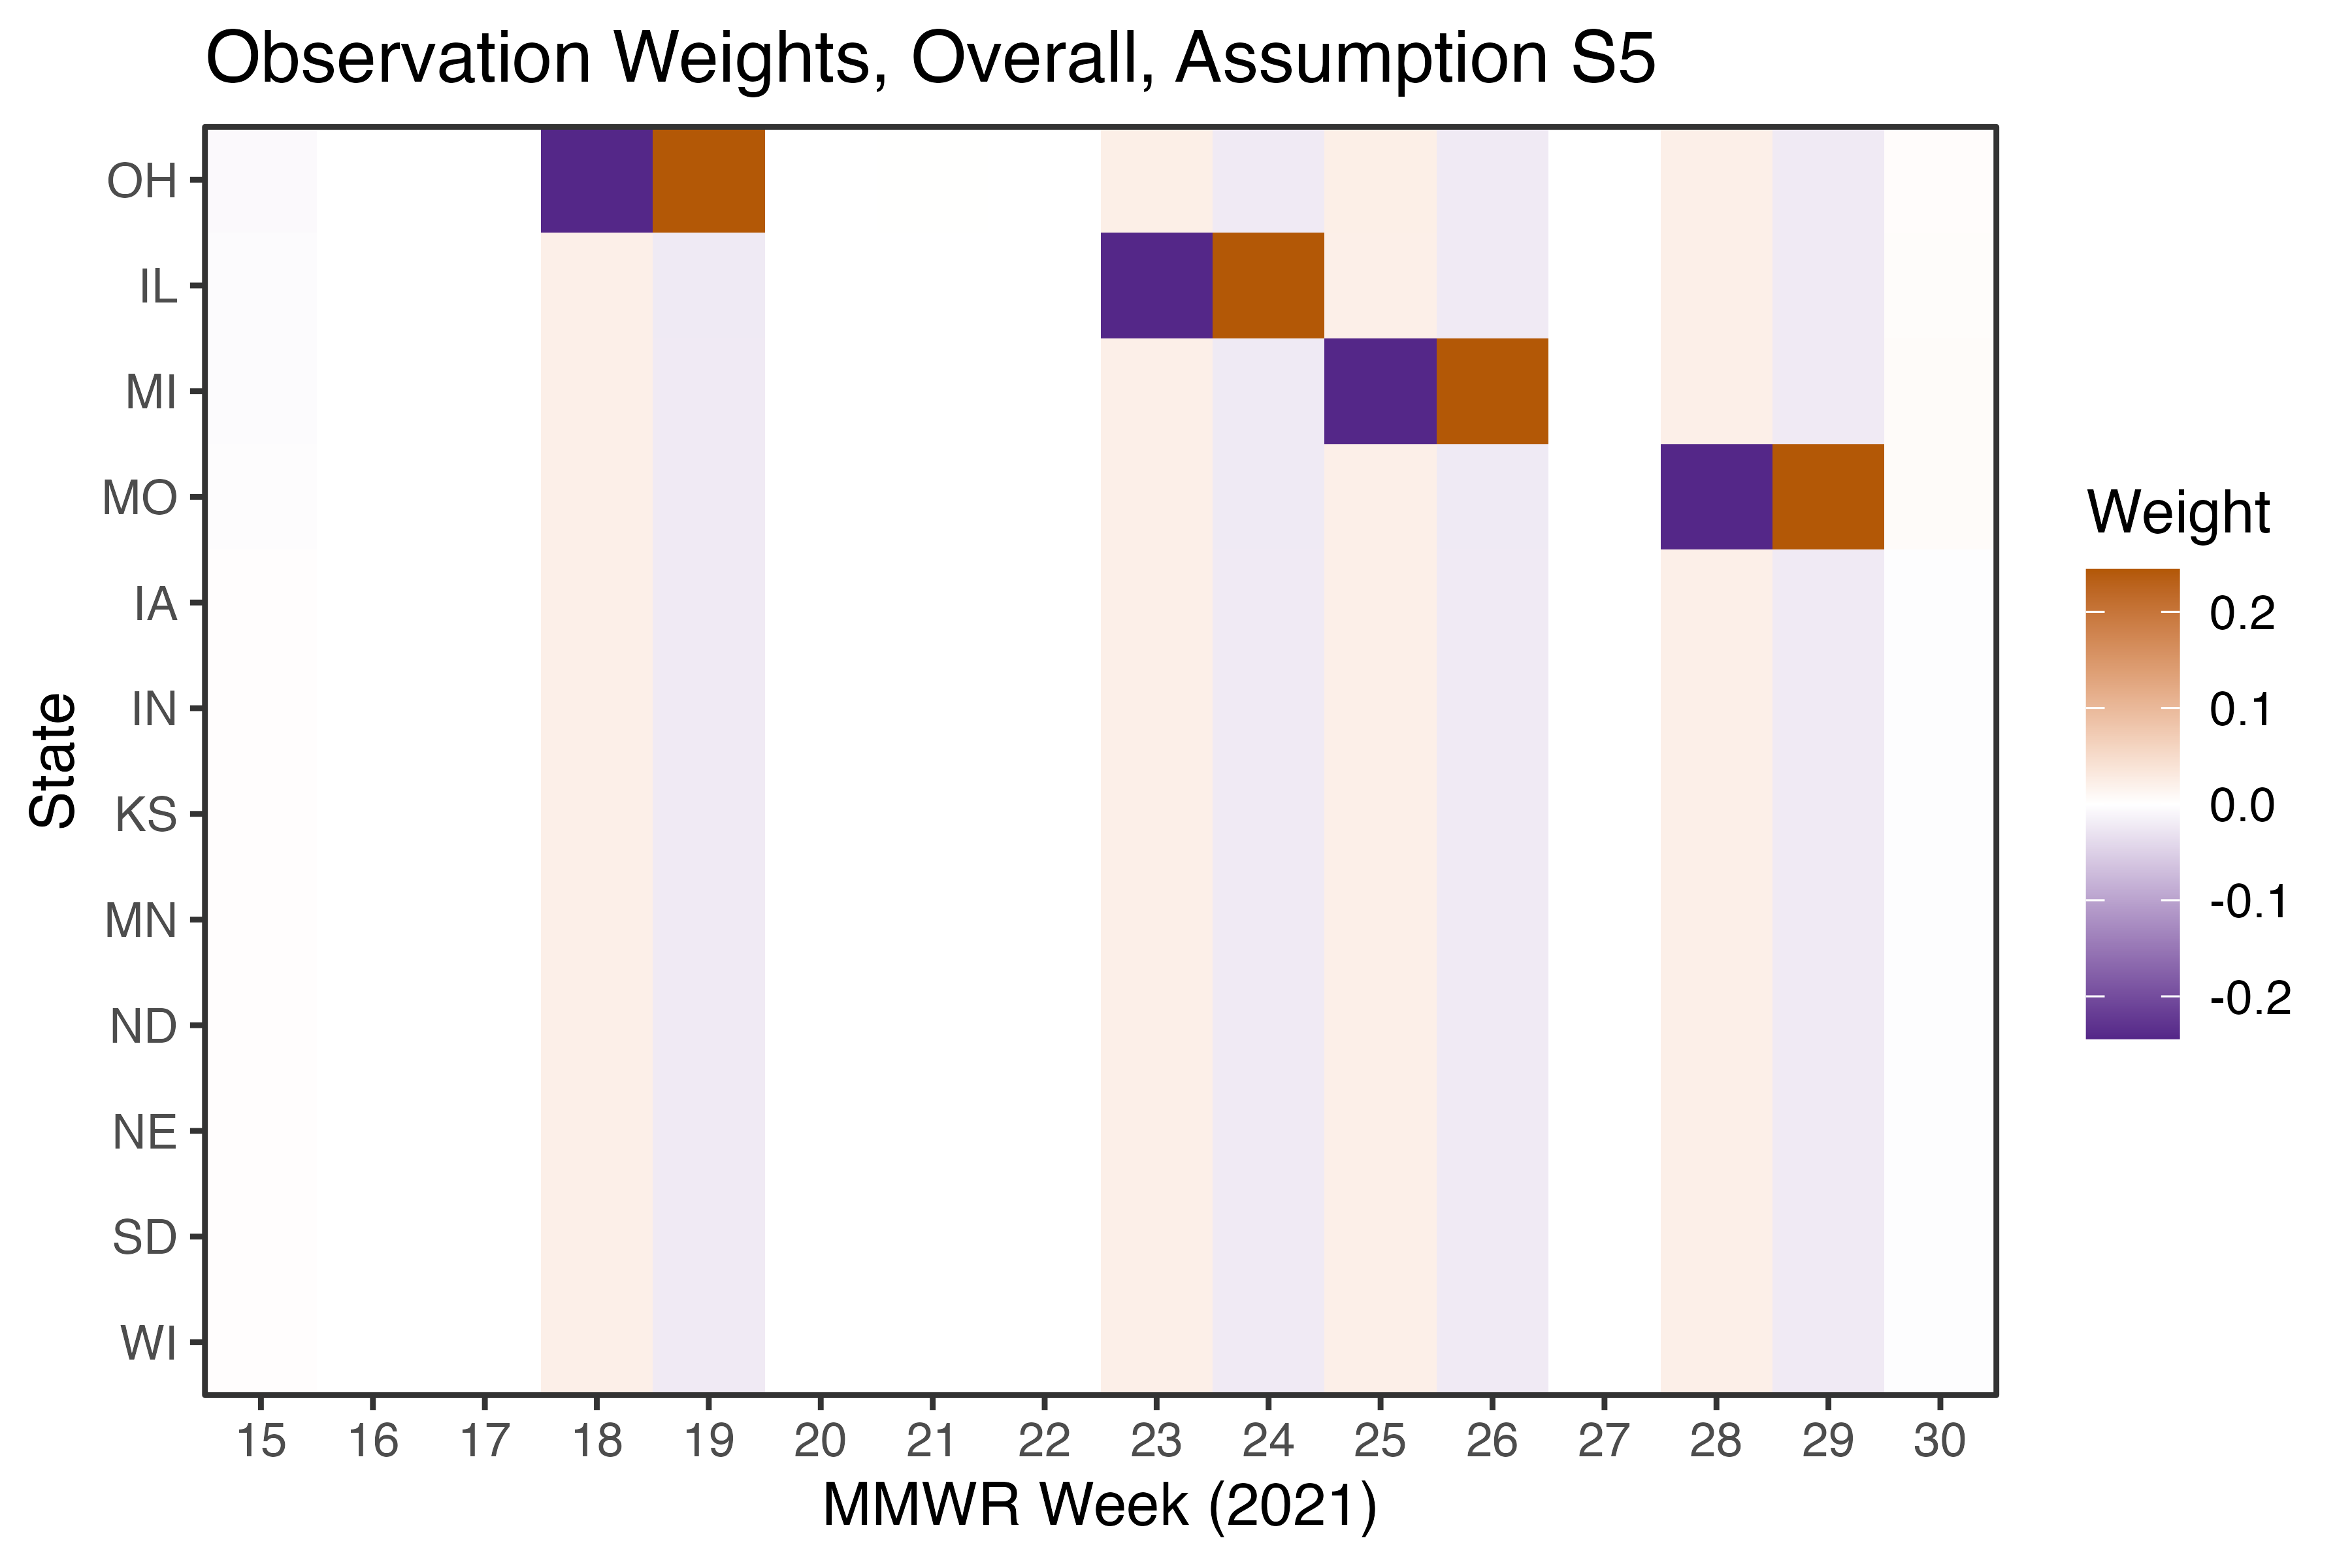 Observation Weights, Overall, Assumption S5
State
OH
IL
MI
MO
IA
IN
KS
MN
ND
NE
SD
WI
15 16 17 18 19 20 21 22 23 24 25 26 27 28 29 30
MMWR Week (2021)
Weight
0.2
0.1
0.0
-0.1
-0.2